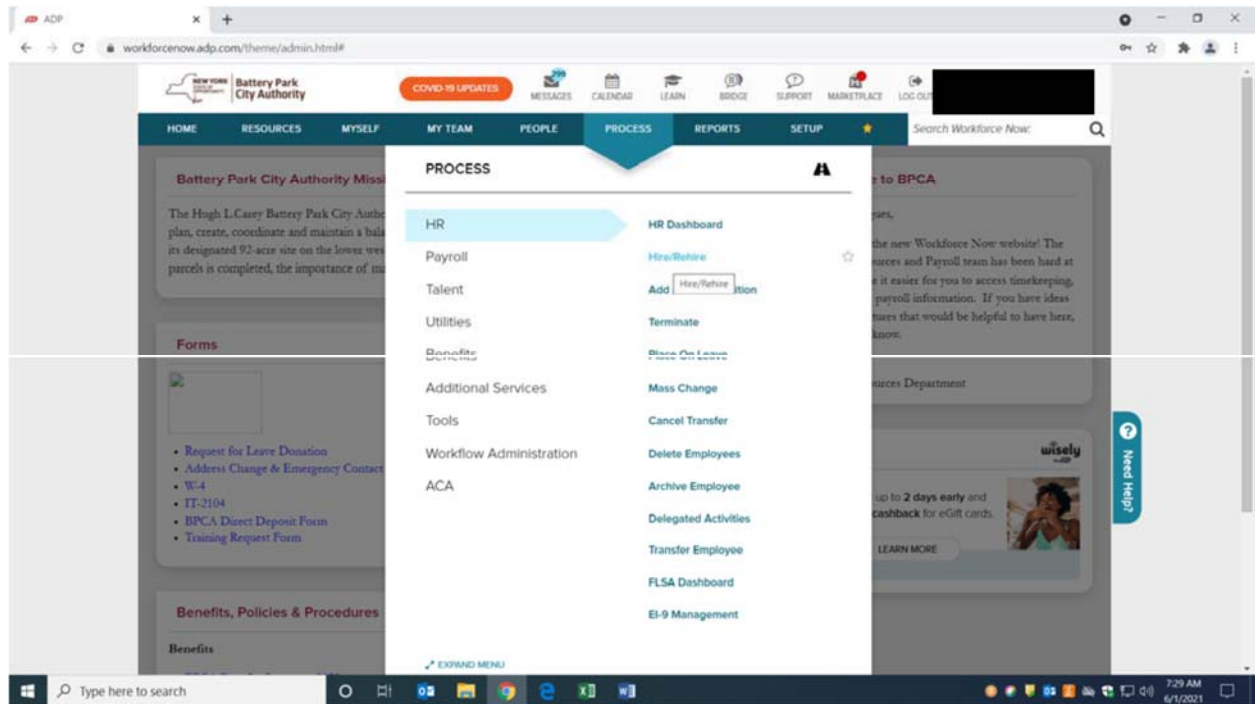 ADP
workforcenow.adp.com/theme/admin.html#
NEW YORK
STATE OF
OPPORTUNITY
Battery Park
City Authority
COVID-19 UPDATES
299
MESSAGES
CALENDAR
LEARN
BRIDGE
SUPPORT
MARKETPLACE
LOG OUT
HOME RESOURCES MYSELF MY TEAM PEOPLE PROCESS REPORTS SETUP
Search Workforce Now:
Battery Park City Authority Missi
The Hugh L.Carey Battery Park City Autho
plan, create, coordinate and maintain a bala
its designated 92-acre site on the lower wes
parcels is completed, the importance of ma
Forms
Request for Leave Donation
Address Change & Emergency Contact
W-4
IT-2104
BPCA Direct Deposit Form
Training Request Form
Benefits, Policies & Procedures
Benefits
PROCESS
HR
Payroll
Talent
Utilities
Benefits
Additional Services
Tools
Workflow Administration
ACA
HR Dashboard
Hire/Rehire
Hire/Rehire
Add ition
Terminate
Place On Leave
Mass Change
Cancel Transfer
Delete Employees
Archive Employee
Delegated Activities
Transfer Employee
FLSA Dashboard
EI-9 Management
EXPAND MENU
e to BPCA
gues,
the new Workforce Now website! The
ources and Payroll team has been hard at
e it easier for you to access timekeeping,
payroll information. If you have ideas
tures that would be helpful to have here,
know.
ources Department
wisely
up to 2 days early and
cashback for eGift cards.
LEARN MORE
Need Help?
Type here to search
7:29 AM
6/1/2021